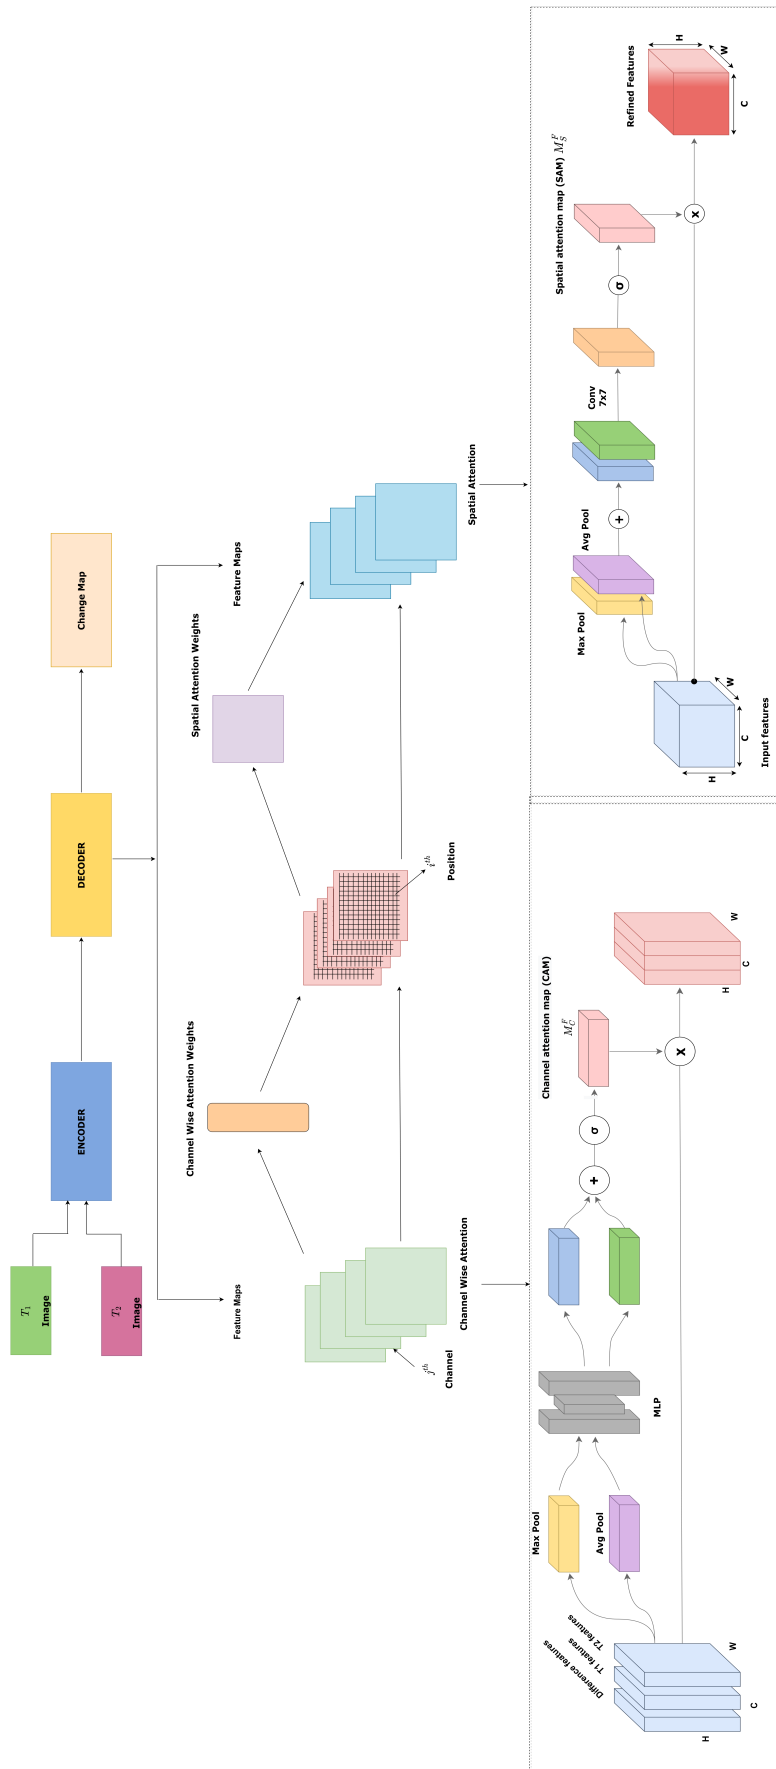 T₁
Image
T₂
Image
ENCODER
DECODER
Change Map
Feature Maps
Feature Maps
Channel Wise Attention Weights
Spatial Attention Weights
jᵗʰ
Channel
iᵗʰ
Position
Channel Wise Attention
Spatial Attention
Difference features
T1 features
T2 features
H
C
W
Max Pool
Avg Pool
MLP
+
σ
Channel attention map (CAM)
M_C^F
X
H
C
W
Input features
H
C
W
Max Pool
Avg Pool
+
Conv
7x7
σ
Spatial attention map (SAM) M_S^F
X
Refined Features
H
W
C